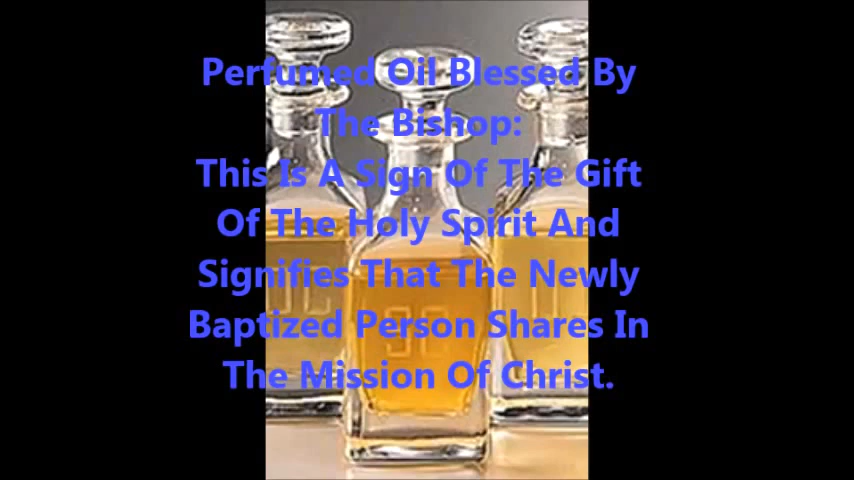 Perfumed Oil Blessed By
The Bishop:
This Is A Sign Of The Gift
Of The Holy Spirit And
Signifies That The Newly
Baptized Person Shares In
The Mission Of Christ.
SC